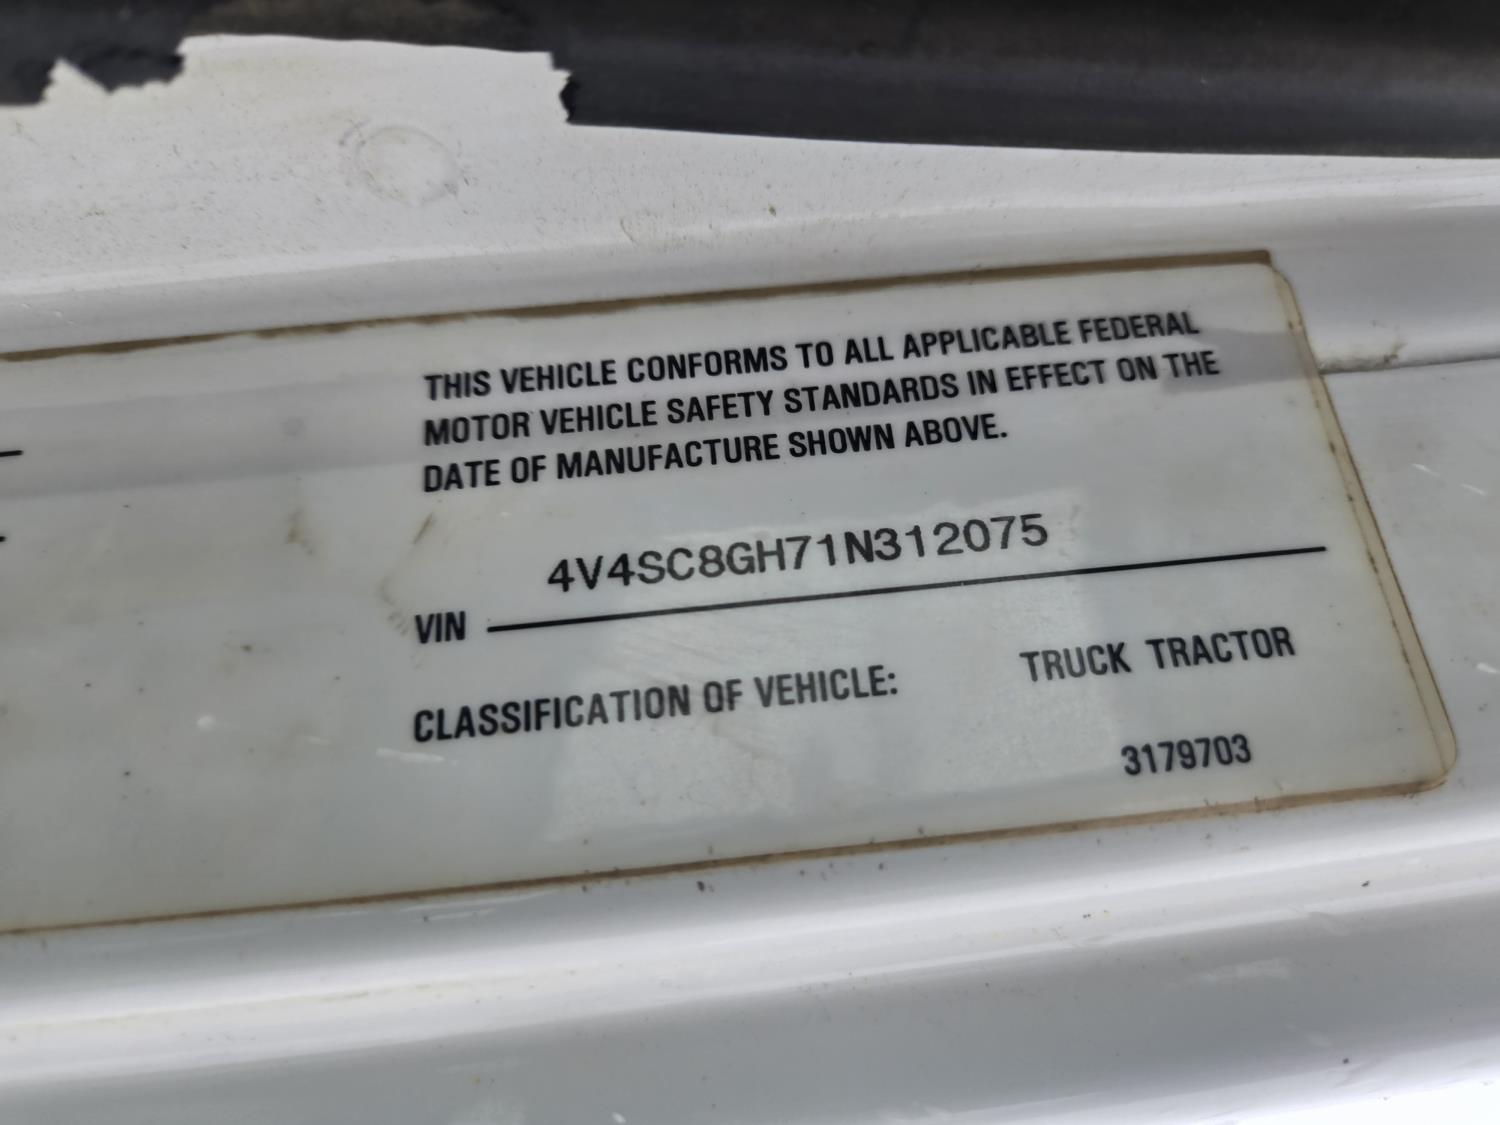 THIS VEHICLE CONFORMS TO ALL APPLICABLE FEDERAL
MOTOR VEHICLE SAFETY STANDARDS IN EFFECT ON THE
DATE OF MANUFACTURE SHOWN ABOVE.
4V4SC8GH71N312075
VIN
CLASSIFICATION OF VEHICLE: TRUCK TRACTOR
3179703